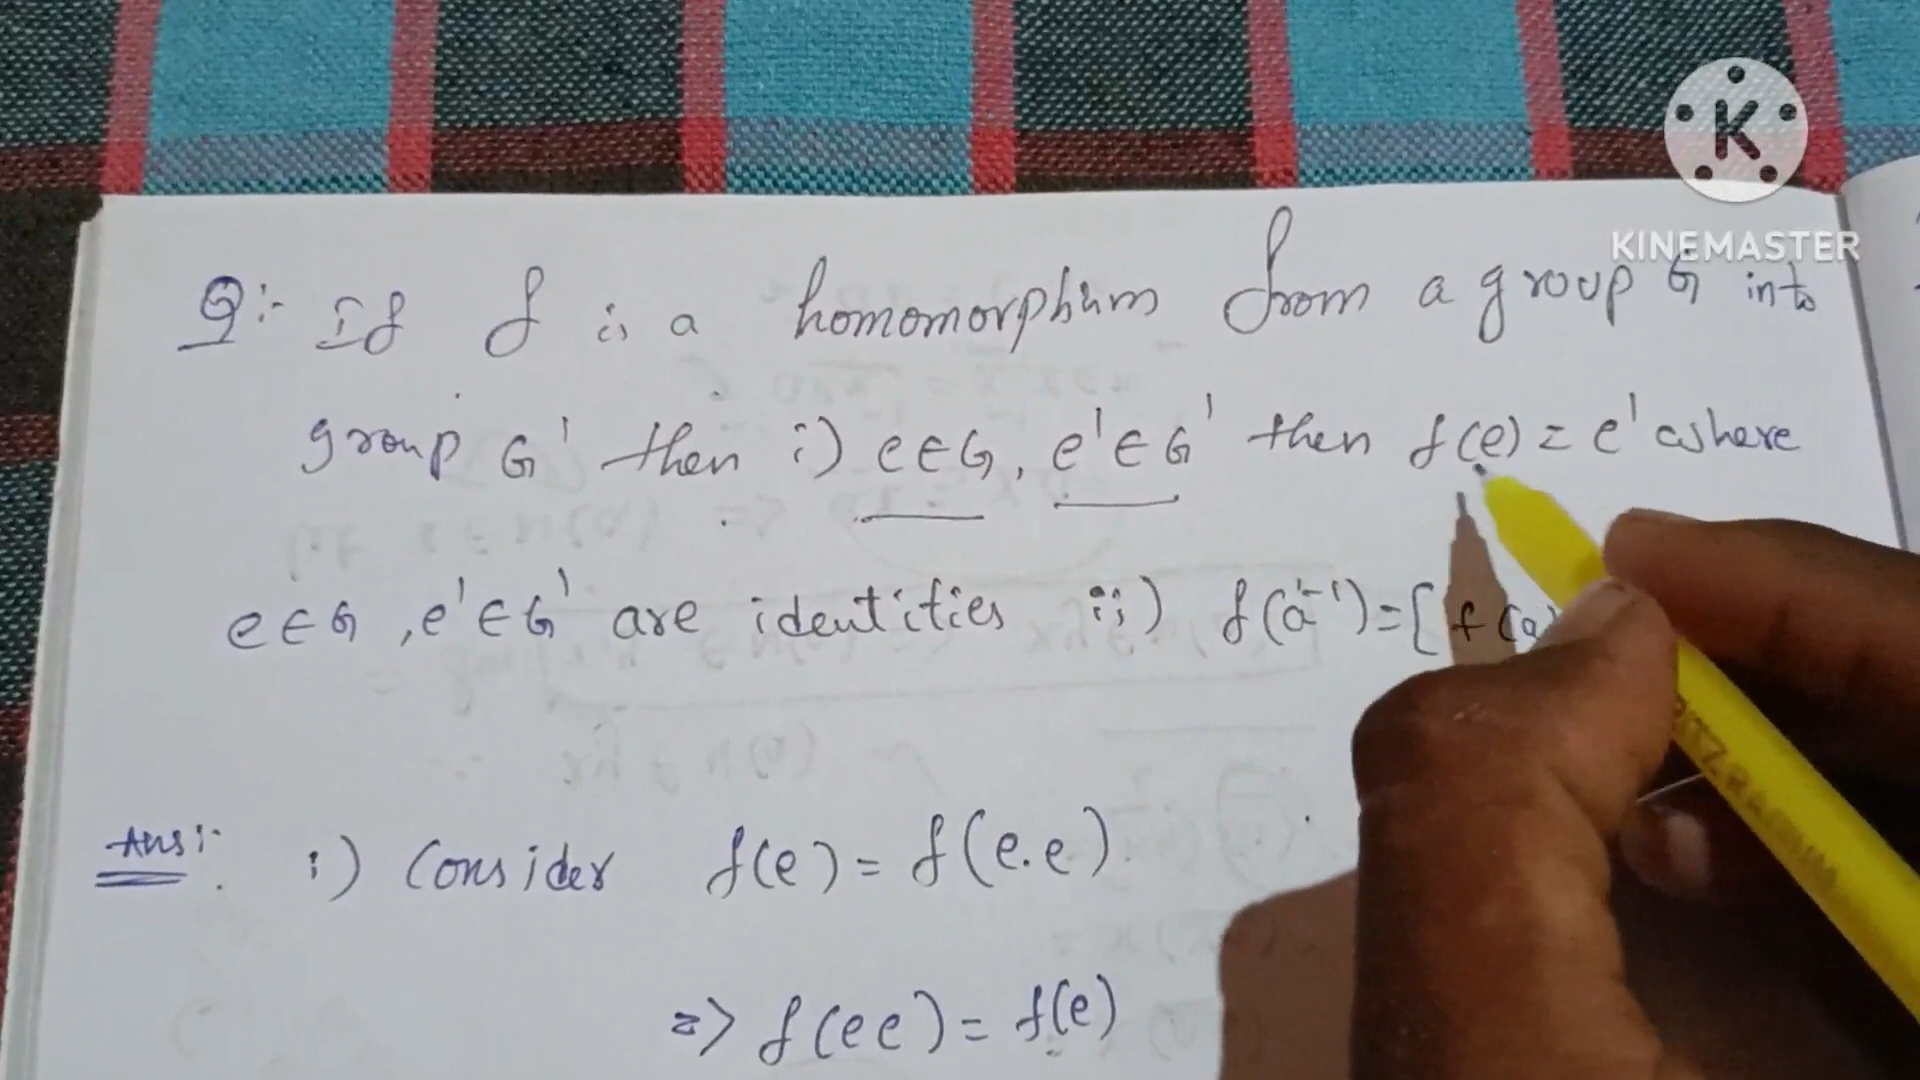 K
KINEMASTER
Q:- If f is a homomorphism from a group G into
group G' then i) e∈G, e'∈G' then f(e) = e' where
e∈G, e'∈G' are identities ii) f(a⁻¹)=[f(a)
Ans:- i) Consider f(e) = f(e.e)
=> f(ee) = f(e)